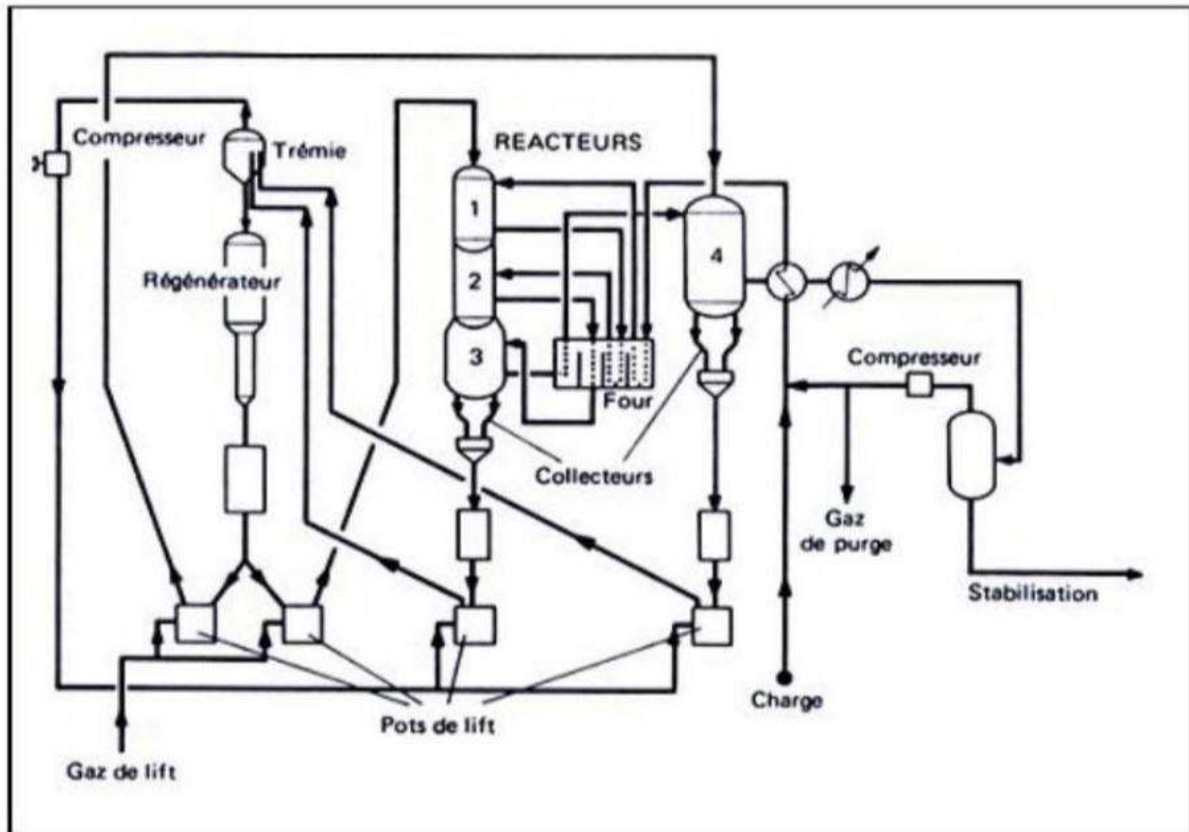 Compresseur
Trémie
REACTEURS
1
Régénérateur
2
4
3
Compresseur
Four
Collecteurs
Gaz
de purge
Stabilisation
Charge
Pots de lift
Gaz de lift